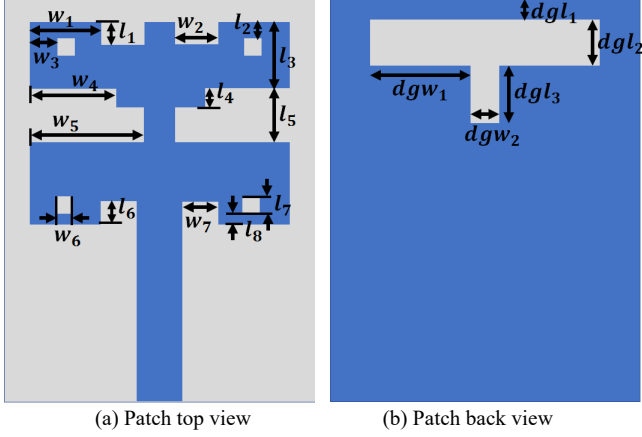 w₁ l₁ w₂ l₂ dgl₁
w₃ l₃ dgl₂
w₄ l₄ dgw₁ dgl₃
w₅ l₅ dgw₂
l₆ w₇ l₇
w₆ l₈
(a) Patch top view (b) Patch back view